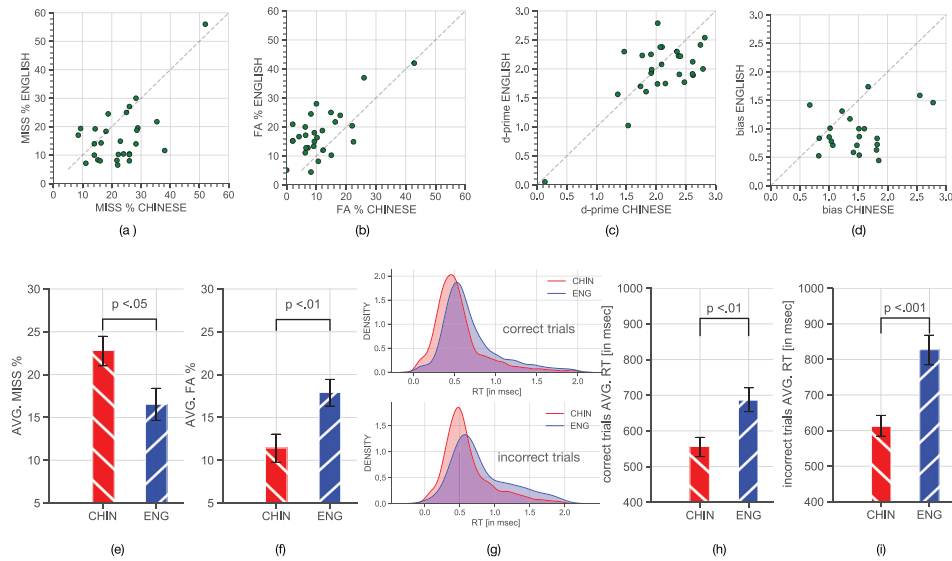 60
50
40
30
20
10
0
0 10 20 30 40 50 60
MISS % ENGLISH
MISS % CHINESE
(a )
60
50
40
30
20
10
0
0 10 20 30 40 50 60
FA % ENGLISH
FA % CHINESE
(b)
3.0
2.5
2.0
1.5
1.0
0.5
0.0
0.0 0.5 1.0 1.5 2.0 2.5 3.0
d-prime ENGLISH
d-prime CHINESE
(c)
3.0
2.5
2.0
1.5
1.0
0.5
0.0
0.0 0.5 1.0 1.5 2.0 2.5 3.0
bias ENGLISH
bias CHINESE
(d)
30
25
20
15
10
5
AVG. MISS %
p <.05
CHIN ENG
(e)
30
25
20
15
10
5
AVG. FA %
p <.01
CHIN ENG
(f)
2.0
1.5
1.0
0.5
0.0
DENSITY
CHIN
ENG
correct trials
0.0 0.5 1.0 1.5 2.0
RT [in msec]
2.0
1.5
1.0
0.5
0.0
DENSITY
CHIN
ENG
incorrect trials
0.0 0.5 1.0 1.5 2.0
RT [in msec]
(g)
1000
900
800
700
600
500
400
correct trials AVG. RT [in msec]
p <.01
CHIN ENG
(h)
1000
900
800
700
600
500
400
incorrect trials AVG. RT [in msec]
p <.001
CHIN ENG
(i)